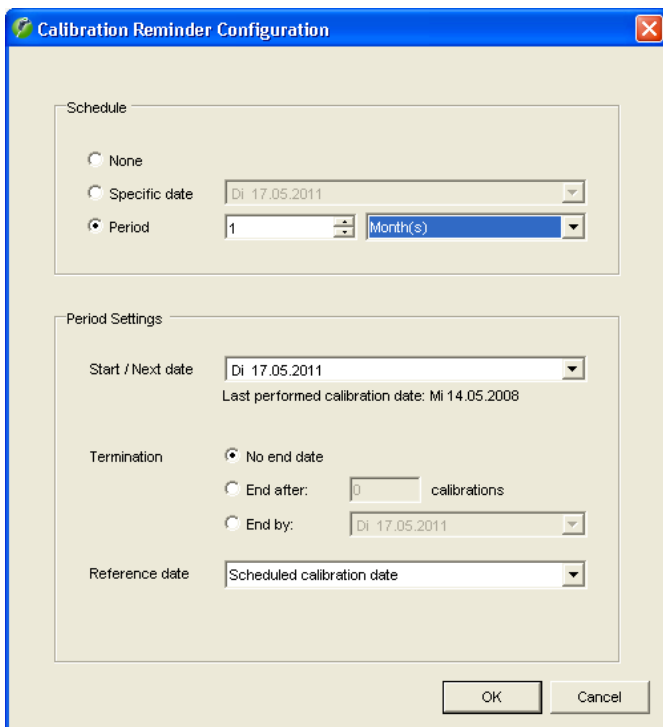 Calibration Reminder Configuration
Schedule
None
Specific date Di 17.05.2011
Period 1 Month(s)
Period Settings
Start / Next date Di 17.05.2011
Last performed calibration date: Mi 14.05.2008
Termination No end date
End after: 0 calibrations
End by: Di 17.05.2011
Reference date Scheduled calibration date
OK Cancel